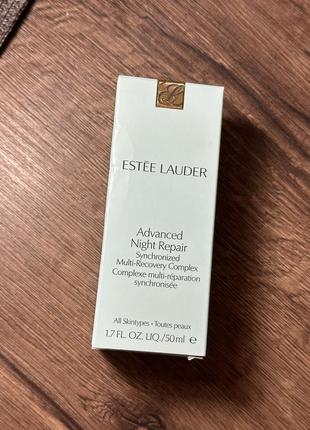 ESTĒE LAUDER
Advanced
Night Repair
Synchronized
Multi-Recovery Complex
Complexe multi-réparation
synchronisée
All Skintypes • Toutes peaux
1.7 FL. OZ. LIQ./50 ml ℮